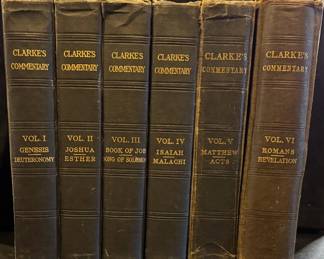 CLARKE'S
COMMENTARY
VOL. I
GENESIS
DEUTERONOMY
CLARKE'S
COMMENTARY
VOL. II
JOSHUA
ESTHER
CLARKE'S
COMMENTARY
VOL. III
BOOK OF JOB
SONG OF SOLOMON
CLARKE'S
COMMENTARY
VOL. IV
ISAIAH
MALACHI
CLARKE'S
COMMENTARY
VOL. V
MATTHEW
ACTS
CLARKE'S
COMMENTARY
VOL. VI
ROMANS
REVELATION